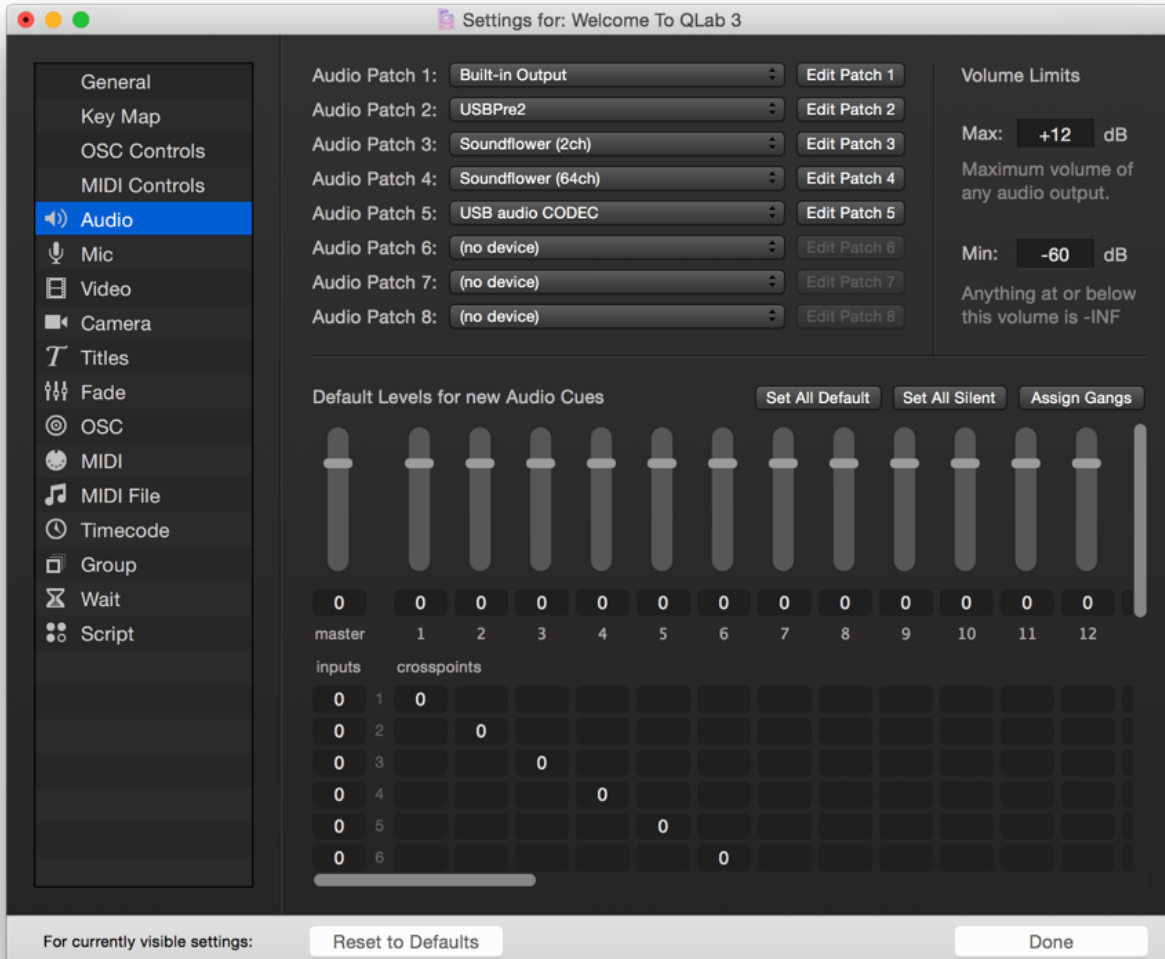 Settings for: Welcome To QLab 3
General
Key Map
OSC Controls
MIDI Controls
Audio
Mic
Video
Camera
Titles
Fade
OSC
MIDI
MIDI File
Timecode
Group
Wait
Script
Audio Patch 1: Built-in Output Edit Patch 1
Audio Patch 2: USBPre2 Edit Patch 2
Audio Patch 3: Soundflower (2ch) Edit Patch 3
Audio Patch 4: Soundflower (64ch) Edit Patch 4
Audio Patch 5: USB audio CODEC Edit Patch 5
Audio Patch 6: (no device) Edit Patch 6
Audio Patch 7: (no device) Edit Patch 7
Audio Patch 8: (no device) Edit Patch 8
Volume Limits
Max: +12 dB
Maximum volume of
any audio output.
Min: -60 dB
Anything at or below
this volume is -INF
Default Levels for new Audio Cues Set All Default Set All Silent Assign Gangs
0 0 0 0 0 0 0 0 0 0 0 0 0
master 1 2 3 4 5 6 7 8 9 10 11 12
inputs crosspoints
0 1 0
0 2 0
0 3 0
0 4 0
0 5 0
0 6 0
For currently visible settings: Reset to Defaults Done